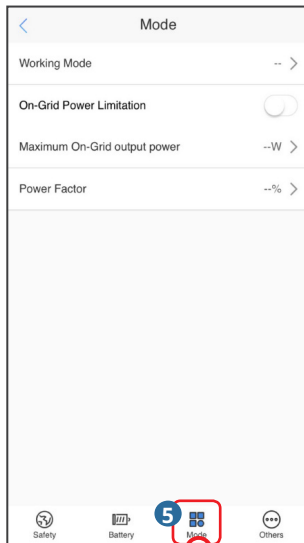 Mode
Working Mode --
On-Grid Power Limitation
Maximum On-Grid output power --W
Power Factor --%
5
Safety Battery Mode Others